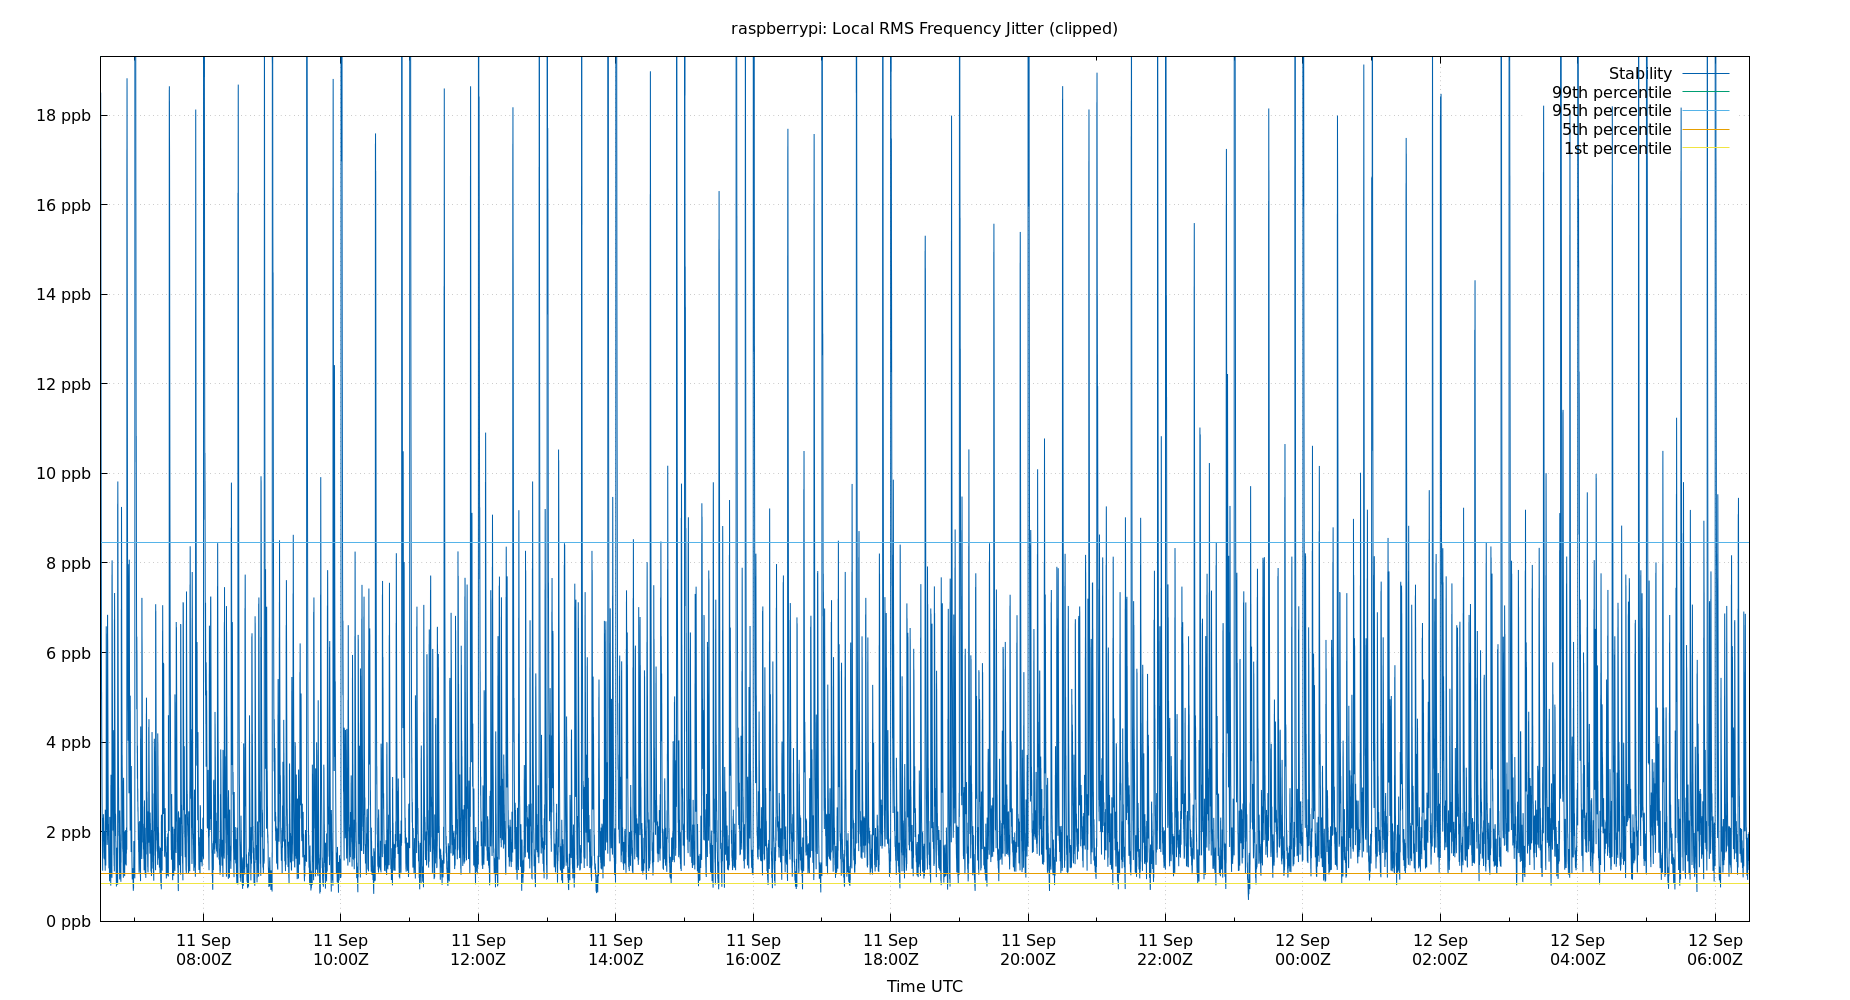 raspberrypi: Local RMS Frequency Jitter (clipped)
Stability
99th percentile
95th percentile
5th percentile
1st percentile
18 ppb
16 ppb
14 ppb
12 ppb
10 ppb
8 ppb
6 ppb
4 ppb
2 ppb
0 ppb
11 Sep 11 Sep 11 Sep 11 Sep 11 Sep 11 Sep 11 Sep 11 Sep 12 Sep 12 Sep 12 Sep 12 Sep
08:00Z 10:00Z 12:00Z 14:00Z 16:00Z 18:00Z 20:00Z 22:00Z 00:00Z 02:00Z 04:00Z 06:00Z
Time UTC